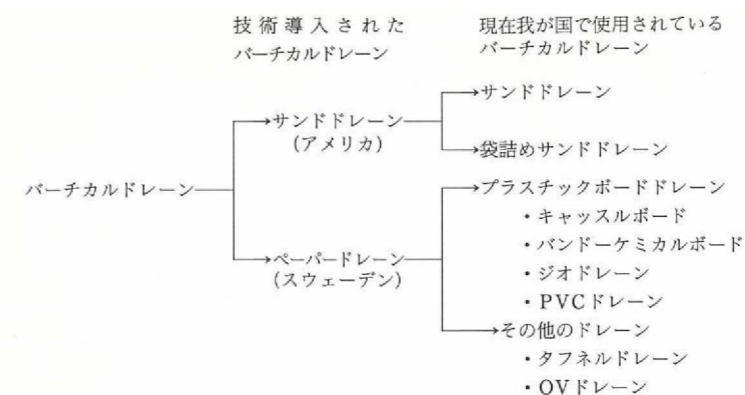 技術導入された
バーチカルドレーン
現在我が国で使用されている
バーチカルドレーン
バーチカルドレーン
サンドドレーン
(アメリカ)
サンドドレーン
袋詰めサンドドレーン
ペーパードレーン
(スウェーデン)
プラスチックボードドレーン
・キャッスルボード
・バンドーケミカルボード
・ジオドレーン
・PVCドレーン
その他のドレーン
・タフネルドレーン
・OVドレーン